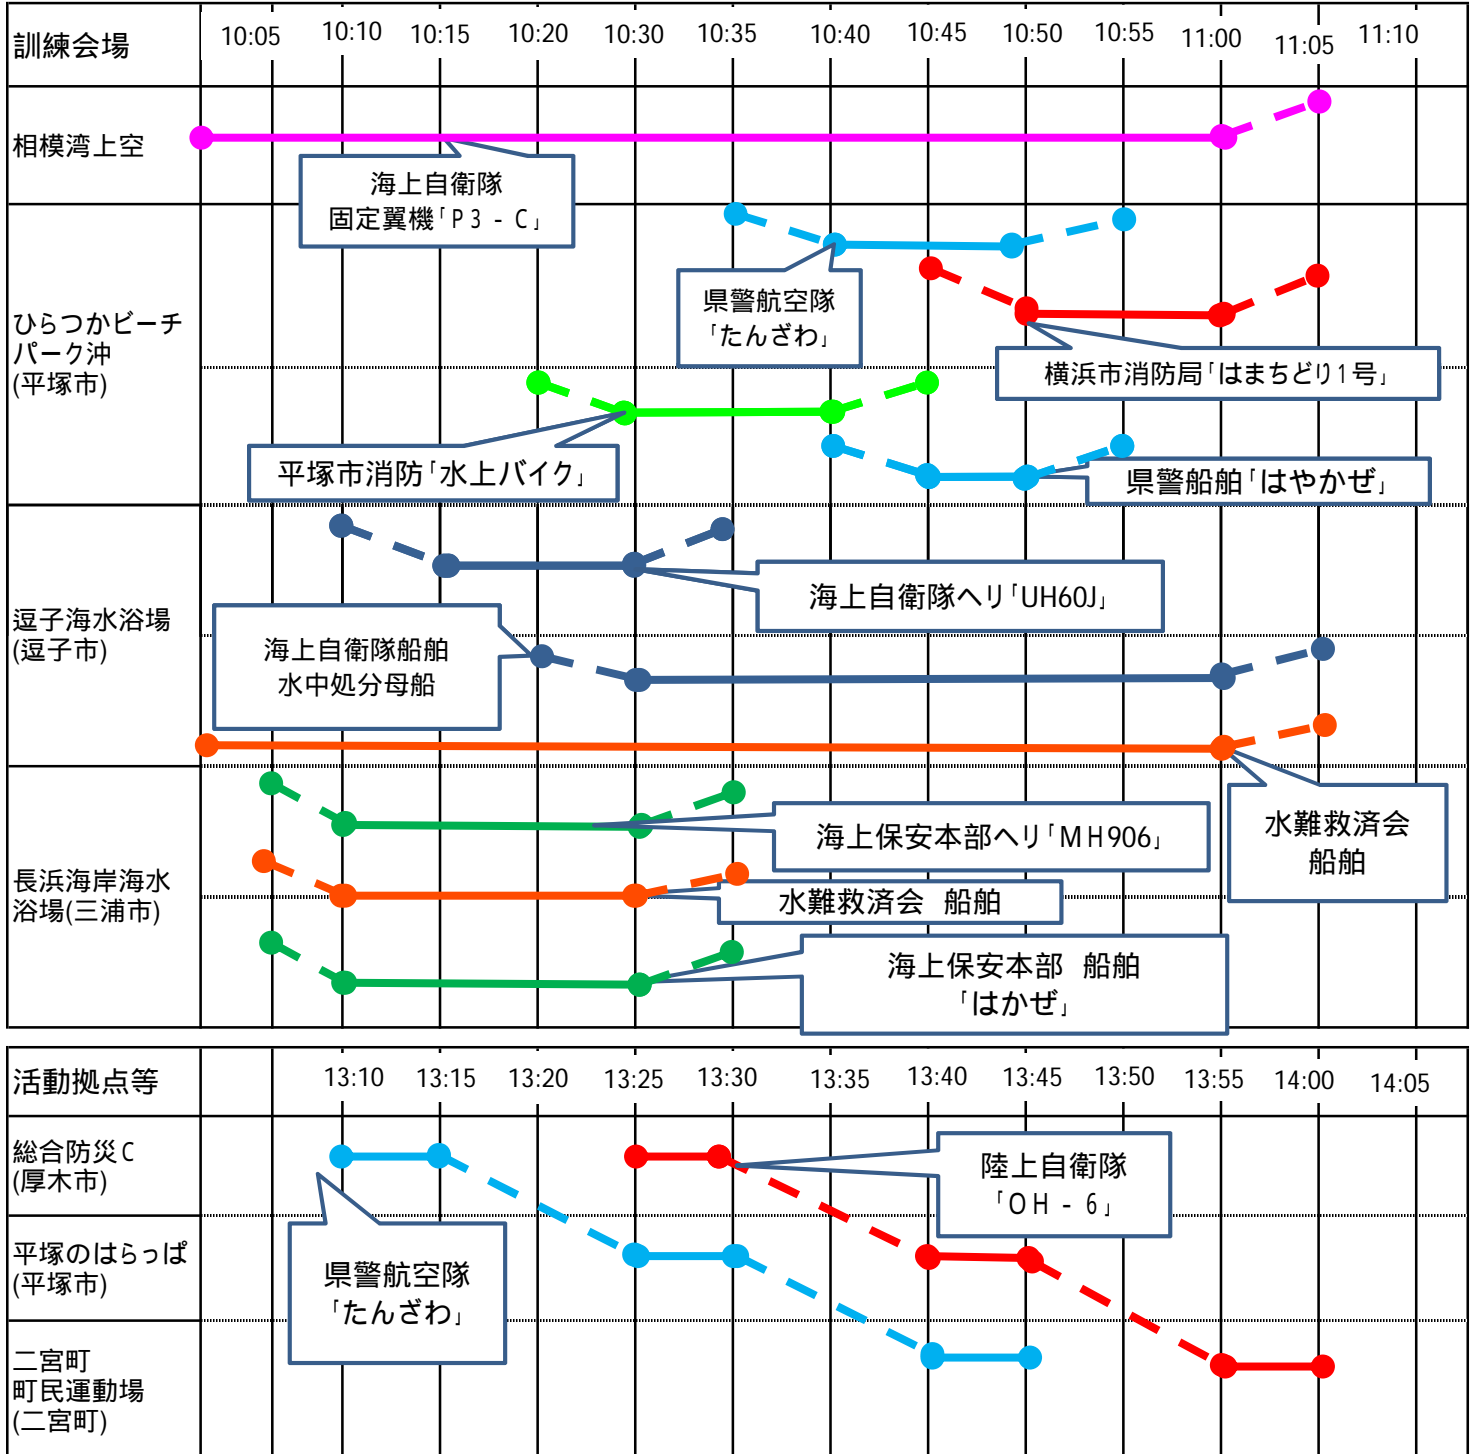 訓練会場
10:05 10:10 10:15 10:20 10:30 10:35 10:40 10:45 10:50 10:55 11:00 11:05 11:10
相模湾上空
海上自衛隊
固定翼機「P3－C」
ひらつかビーチ
パーク沖
(平塚市)
県警航空隊
「たんざわ」
横浜市消防局「はまちどり1号」
平塚市消防「水上バイク」
県警船舶「はやかぜ」
逗子海水浴場
(逗子市)
海上自衛隊ヘリ「UH60J」
海上自衛隊船舶
水中処分母船
水難救済会
船舶
長浜海岸海水
浴場(三浦市)
海上保安本部ヘリ「MH906」
水難救済会 船舶
海上保安本部 船舶
「はかぜ」
活動拠点等
13:10 13:15 13:20 13:25 13:30 13:35 13:40 13:45 13:50 13:55 14:00 14:05
総合防災C
(厚木市)
陸上自衛隊
「OH－6」
平塚のはらっぱ
(平塚市)
県警航空隊
「たんざわ」
二宮町
町民運動場
(二宮町)